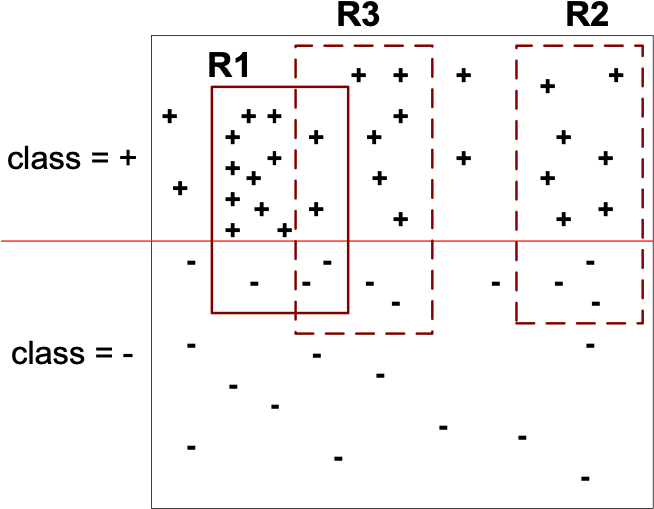 R3
R2
R1
class = +
class = -